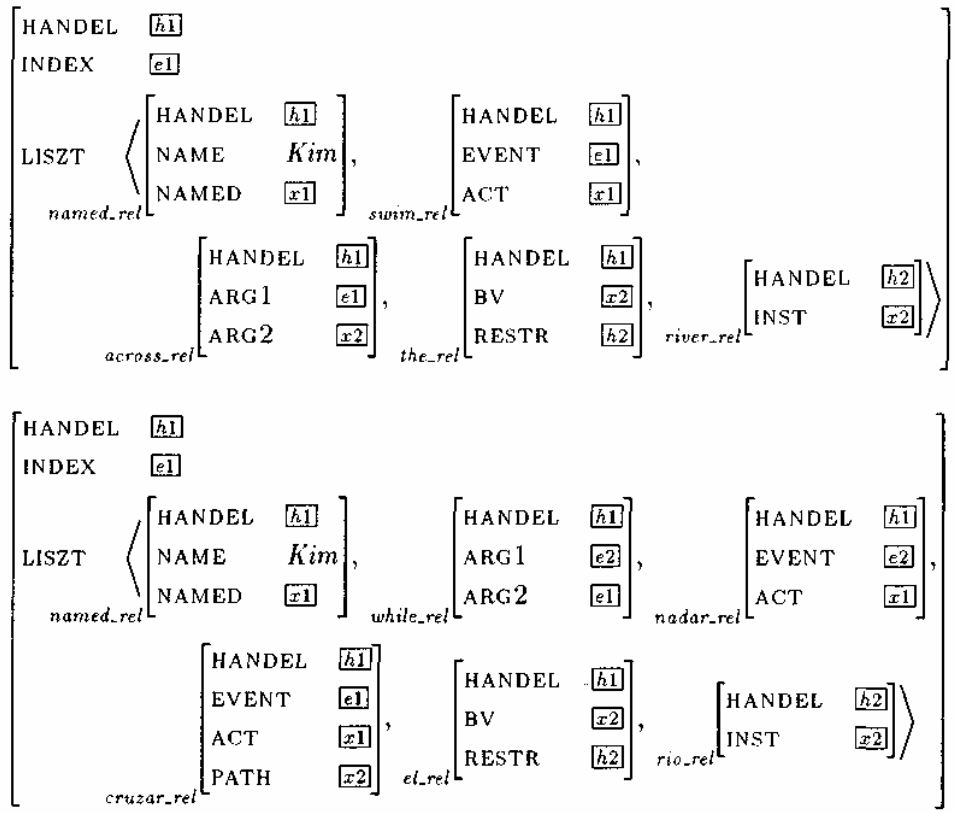 HANDEL h1
INDEX e1
HANDEL h1 HANDEL h1
LISZT ⟨ NAME Kim , EVENT e1 ,
NAMED x1 ACT x1
named_rel swim_rel
HANDEL h1 HANDEL h1
HANDEL h2
ARG1 e1 , BV x2 ,
INST x2 ⟩
ARG2 x2 RESTR h2
across_rel the_rel river_rel
HANDEL h1
INDEX e1
HANDEL h1 HANDEL h1 HANDEL h1
LISZT ⟨ NAME Kim , ARG1 e2 , EVENT e2 ,
NAMED x1 ARG2 e1 ACT x1
named_rel while_rel nadar_rel
HANDEL h1
HANDEL h1
EVENT e1 HANDEL h2
, BV x2 ,
ACT x1 INST x2 ⟩
RESTR h2
PATH x2
cruzar_rel el_rel rio_rel